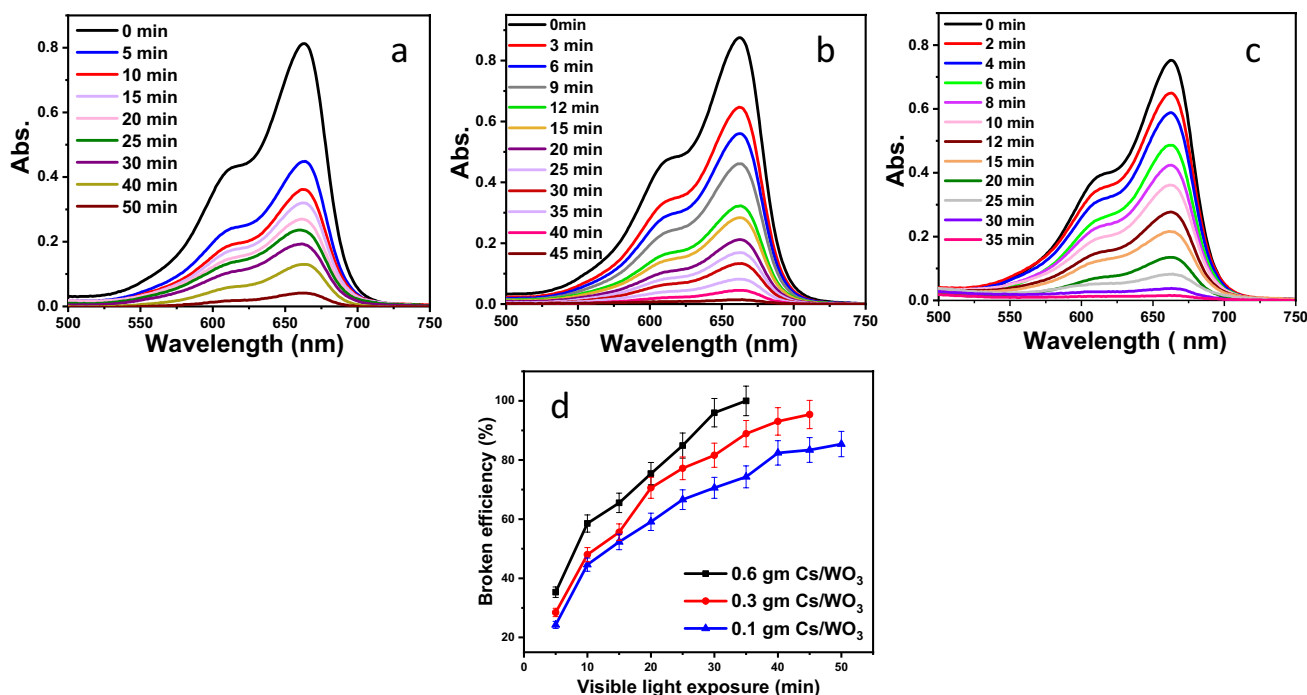 a
0 min
5 min
10 min
15 min
20 min
25 min
30 min
40 min
50 min
Abs.
0.8
0.6
0.4
0.2
0.0
500
550
600
650
700
750
Wavelength (nm)
b
0min
3 min
6 min
9 min
12 min
15 min
20 min
25 min
30 min
35 min
40 min
45 min
Abs.
0.8
0.6
0.4
0.2
0.0
500
550
600
650
700
750
Wavelength (nm)
c
0 min
2 min
4 min
6 min
8 min
10 min
12 min
15 min
20 min
25 min
30 min
35 min
Abs.
0.8
0.6
0.4
0.2
0.0
500
550
600
650
700
750
Wavelength ( nm)
d
Broken efficiency (%)
100
80
60
40
20
0.6 gm Cs/WO₃
0.3 gm Cs/WO₃
0.1 gm Cs/WO₃
0
10
20
30
40
50
Visible light exposure (min)